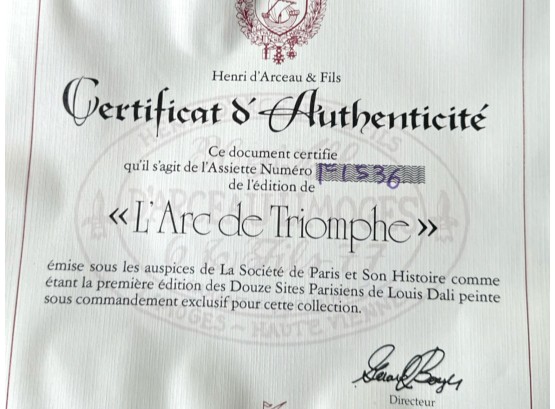 Henri d'Arceau & Fils
Certificat d'Authenticité
Ce document certifie
qu'il s'agit de l'Assiette Numéro 1536
de l'édition de
«L'Arc de Triomphe»
émise sous les auspices de La Société de Paris et Son Histoire comme
étant la première édition des Douze Sites Parisiens de Louis Dali peinte
sous commandement exclusif pour cette collection.
Directeur